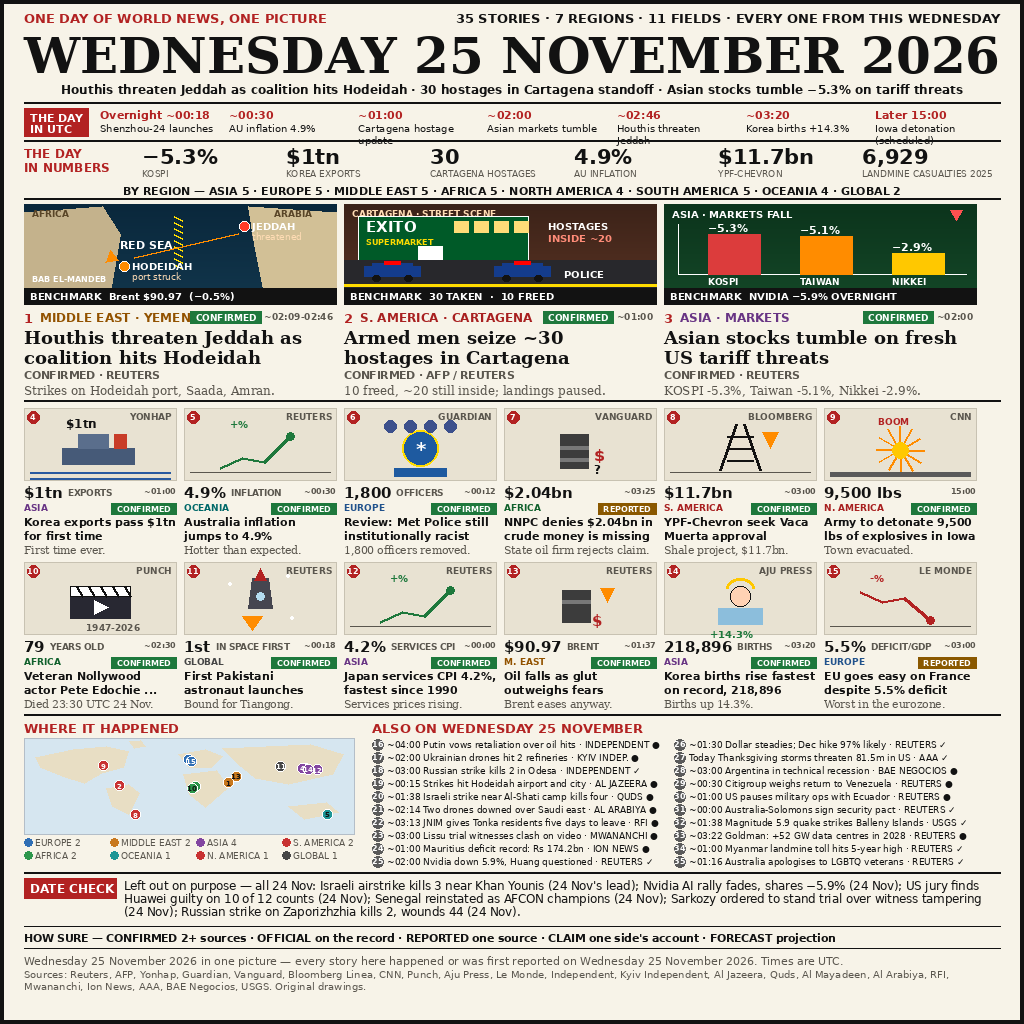 ONE DAY OF WORLD NEWS, ONE PICTURE
35 STORIES · 7 REGIONS · 11 FIELDS · EVERY ONE FROM THIS WEDNESDAY
WEDNESDAY 25 NOVEMBER 2026
Houthis threaten Jeddah as coalition hits Hodeidah · 30 hostages in Cartagena standoff · Asian stocks tumble −5.3% on tariff threats
THE DAY IN UTC
Overnight ~00:18
Shenzhou-24 launches
~00:30
AU inflation 4.9%
~01:00
Cartagena hostage update
~02:00
Asian markets tumble
~02:46
Houthis threaten Jeddah
~03:20
Korea births +14.3%
Later 15:00
Iowa detonation (scheduled)
THE DAY IN NUMBERS
−5.3%
KOSPI
$1tn
KOREA EXPORTS
30
CARTAGENA HOSTAGES
4.9%
AU INFLATION
$11.7bn
YPF-CHEVRON
6,929
LANDMINE CASUALTIES 2025
BY REGION — ASIA 5 · EUROPE 5 · MIDDLE EAST 5 · AFRICA 5 · NORTH AMERICA 4 · SOUTH AMERICA 5 · OCEANIA 4 · GLOBAL 2
AFRICA
ARABIA
JEDDAH
threatened
RED SEA
HODEIDAH
port struck
BAB EL-MANDEB
BENCHMARK Brent $90.97 (−0.5%)
CARTAGENA · STREET SCENE
EXITO
SUPERMARKET
HOSTAGES
INSIDE ~20
POLICE
BENCHMARK 30 TAKEN · 10 FREED
ASIA · MARKETS FALL
−5.3%
−5.1%
−2.9%
KOSPI
TAIWAN
NIKKEI
BENCHMARK NVIDIA −5.9% OVERNIGHT
1 MIDDLE EAST · YEMEN CONFIRMED ~02:09-02:46
Houthis threaten Jeddah as
coalition hits Hodeidah
CONFIRMED · REUTERS
Strikes on Hodeidah port, Saada, Amran.
2 S. AMERICA · CARTAGENA CONFIRMED ~01:00
Armed men seize ~30
hostages in Cartagena
CONFIRMED · AFP / REUTERS
10 freed, ~20 still inside; landings paused.
3 ASIA · MARKETS CONFIRMED ~02:00
Asian stocks tumble on fresh
US tariff threats
CONFIRMED · REUTERS
KOSPI -5.3%, Taiwan -5.1%, Nikkei -2.9%.
4 YONHAP
$1tn
$1tn EXPORTS ~01:00
ASIA CONFIRMED
Korea exports pass $1tn
for first time
First time ever.
5 REUTERS
+%
4.9% INFLATION ~00:30
OCEANIA CONFIRMED
Australia inflation
jumps to 4.9%
Hotter than expected.
6 GUARDIAN
*
1,800 OFFICERS ~00:12
EUROPE CONFIRMED
Review: Met Police still
institutionally racist
1,800 officers removed.
7 VANGUARD
$
?
$2.04bn ~03:25
AFRICA REPORTED
NNPC denies $2.04bn in
crude money is missing
State oil firm rejects claim.
8 BLOOMBERG
$11.7bn ~03:00
S. AMERICA CONFIRMED
YPF-Chevron seek Vaca
Muerta approval
Shale project, $11.7bn.
9 CNN
BOOM
9,500 lbs 15:00
N. AMERICA CONFIRMED
Army to detonate 9,500
lbs of explosives in Iowa
Town evacuated.
10 PUNCH
1947-2026
79 YEARS OLD ~02:30
AFRICA CONFIRMED
Veteran Nollywood
actor Pete Edochie ...
Died 23:30 UTC 24 Nov.
11 REUTERS
1st IN SPACE FIRST ~00:18
GLOBAL CONFIRMED
First Pakistani
astronaut launches
Bound for Tiangong.
12 REUTERS
+%
4.2% SERVICES CPI ~00:00
ASIA CONFIRMED
Japan services CPI 4.2%,
fastest since 1990
Services prices rising.
13 REUTERS
$
$90.97 BRENT ~01:37
M. EAST CONFIRMED
Oil falls as glut
outweighs fears
Brent eases anyway.
14 AJU PRESS
+14.3%
218,896 BIRTHS ~03:20
ASIA CONFIRMED
Korea births rise fastest
on record, 218,896
Births up 14.3%.
15 LE MONDE
-%
5.5% DEFICIT/GDP ~03:00
EUROPE REPORTED
EU goes easy on France
despite 5.5% deficit
Worst in the eurozone.
WHERE IT HAPPENED
9
2
8
10
13
1
11
5
EUROPE 2
MIDDLE EAST 2
ASIA 4
S. AMERICA 2
AFRICA 2
OCEANIA 1
N. AMERICA 1
GLOBAL 1
ALSO ON WEDNESDAY 25 NOVEMBER
16 ~04:00 Putin vows retaliation over oil hits · INDEPENDENT ●
17 ~02:00 Ukrainian drones hit 2 refineries · KYIV INDEP. ●
18 ~03:00 Russian strike kills 2 in Odesa · INDEPENDENT ✓
19 ~00:15 Strikes hit Hodeidah airport and city · AL JAZEERA ●
20 ~01:38 Israeli strike near Al-Shati camp kills four · QUDS ●
21 ~02:14 Two drones downed over Saudi east · AL ARABIYA ●
22 ~03:13 JNIM gives Tonka residents five days to leave · RFI ●
23 ~03:00 Lissu trial witnesses clash on video · MWANANCHI ●
24 ~01:00 Mauritius deficit record: Rs 174.2bn · ION NEWS ●
25 ~02:00 Nvidia down 5.9%, Huang questioned · REUTERS ✓
26 ~01:30 Dollar steadies; Dec hike 97% likely · REUTERS ✓
27 Today Thanksgiving storms threaten 81.5m in US · AAA ✓
28 ~03:00 Argentina in technical recession · BAE NEGOCIOS ●
29 ~00:30 Citigroup weighs return to Venezuela · REUTERS ●
30 ~01:00 US pauses military ops with Ecuador · REUTERS ●
31 ~00:00 Australia-Solomons sign security pact · REUTERS ✓
32 ~01:38 Magnitude 5.9 quake strikes Balleny Islands · USGS ✓
33 ~03:22 Goldman: +52 GW data centres in 2028 · REUTERS ●
34 ~01:00 Myanmar landmine toll hits 5-year high · REUTERS ✓
35 ~01:16 Australia apologises to LGBTQ veterans · REUTERS ✓
DATE CHECK
Left out on purpose — all 24 Nov: Israeli airstrike kills 3 near Khan Younis (24 Nov's lead); Nvidia AI rally fades, shares −5.9% (24 Nov); US jury finds
Huawei guilty on 10 of 12 counts (24 Nov); Senegal reinstated as AFCON champions (24 Nov); Sarkozy ordered to stand trial over witness tampering
(24 Nov); Russian strike on Zaporizhzhia kills 2, wounds 44 (24 Nov).
HOW SURE — CONFIRMED 2+ sources · OFFICIAL on the record · REPORTED one source · CLAIM one side's account · FORECAST projection
Wednesday 25 November 2026 in one picture — every story here happened or was first reported on Wednesday 25 November 2026. Times are UTC.
Sources: Reuters, AFP, Yonhap, Guardian, Vanguard, Bloomberg Linea, CNN, Punch, Aju Press, Le Monde, Independent, Kyiv Independent, Al Jazeera, Quds, Al Mayadeen, Al Arabiya, RFI,
Mwananchi, Ion News, AAA, BAE Negocios, USGS. Original drawings.